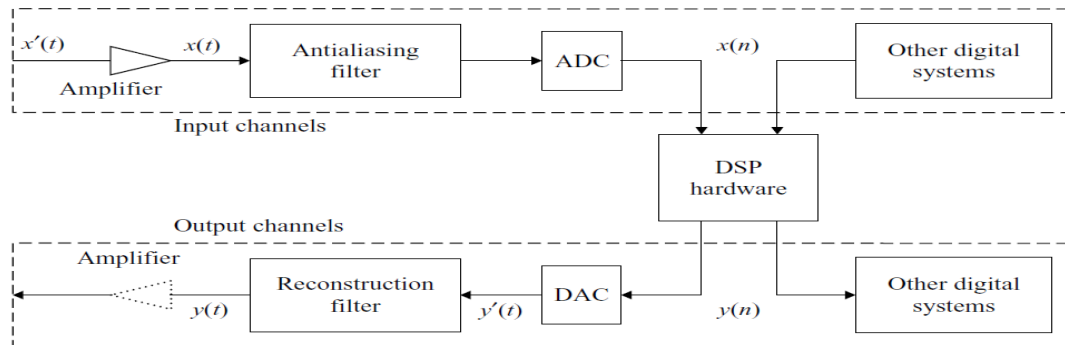 x′(t)
Amplifier
x(t)
Antialiasing
filter
ADC
x(n)
Other digital
systems
Input channels
DSP
hardware
Output channels
Amplifier
y(t)
Reconstruction
filter
y′(t)
DAC
y(n)
Other digital
systems